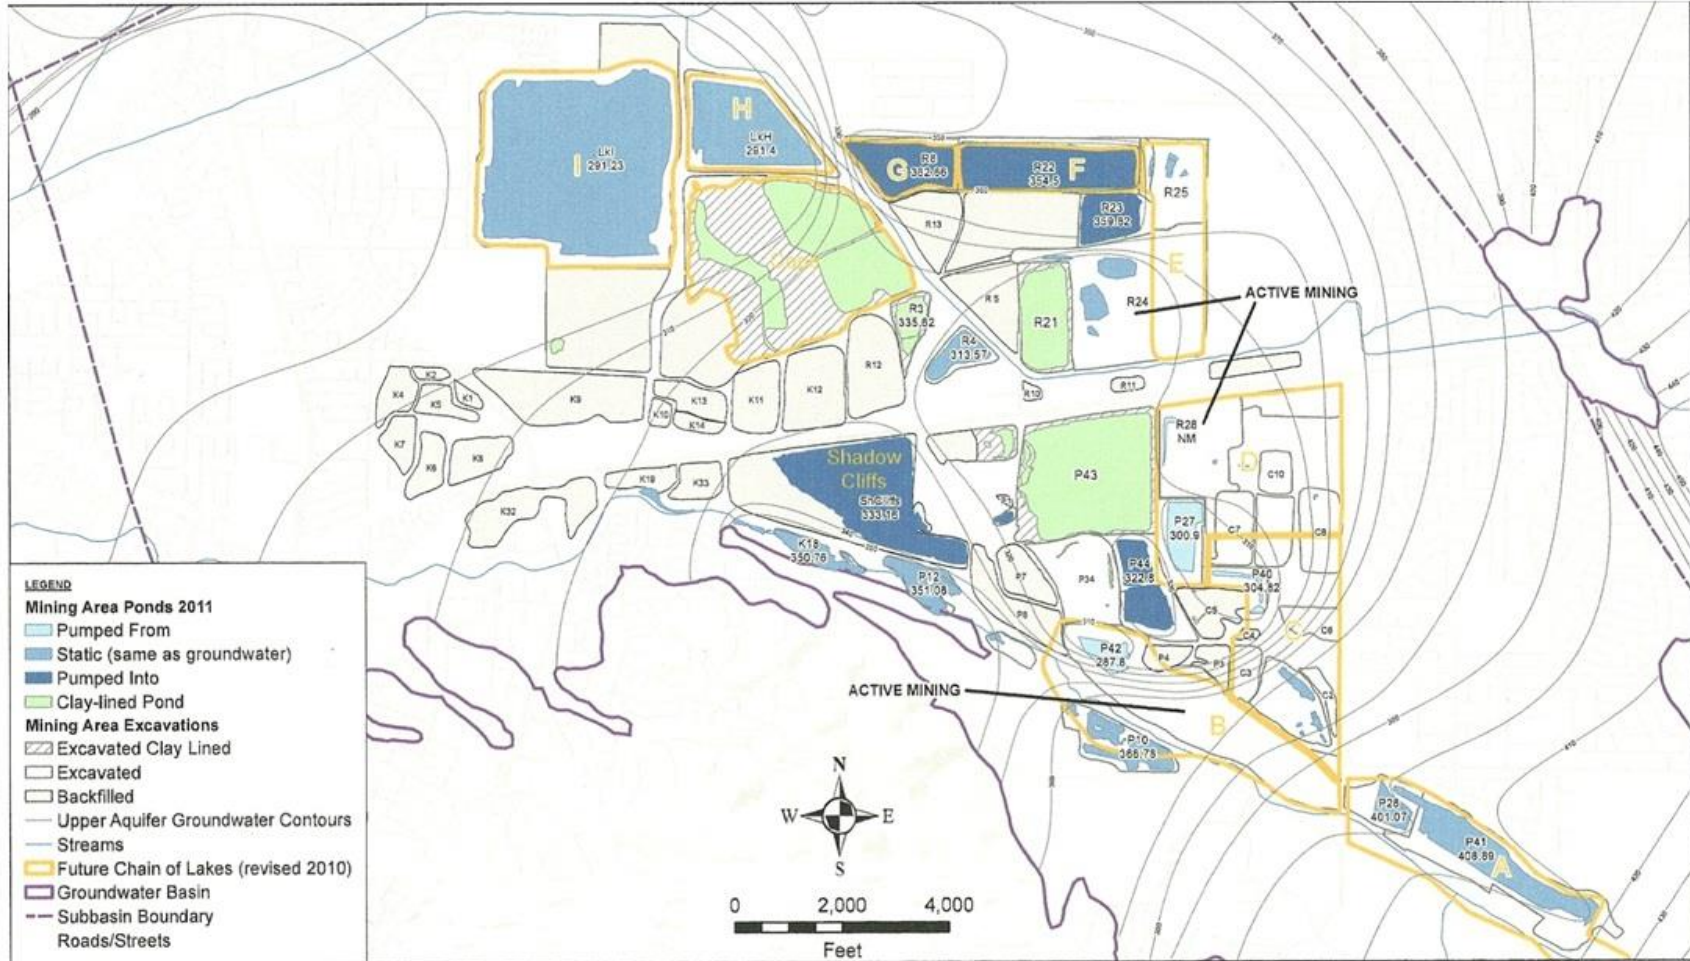 H
LkH
291.4
I
LkI
291.23
G
R8
F
R22
354.5
R23
359.82
R25
R13
E
R24
ACTIVE MINING
R5
R21
R3
335.82
R4
313.57
R12
R10
R11
K4
K2
K5
K1
K9
K10
K13
K14
K11
K12
K7
K6
K8
K19
K33
K32
Shadow
Cliffs
333.16
K18
350.76
P12
351.08
P43
R28
NM
D
C10
P27
300.9
C7
C8
P40
304.82
P7
P8
P34
P44
322.8
C5
C4
C
C6
P42
287.8
P4
P3
C3
C2
ACTIVE MINING
B
P10
366.78
P28
401.07
P41
408.89
A
LEGEND
Mining Area Ponds 2011
Pumped From
Static (same as groundwater)
Pumped Into
Clay-lined Pond
Mining Area Excavations
Excavated Clay Lined
Excavated
Backfilled
Upper Aquifer Groundwater Contours
Streams
Future Chain of Lakes (revised 2010)
Groundwater Basin
Subbasin Boundary
Roads/Streets
N
W
E
S
0 2,000 4,000
Feet